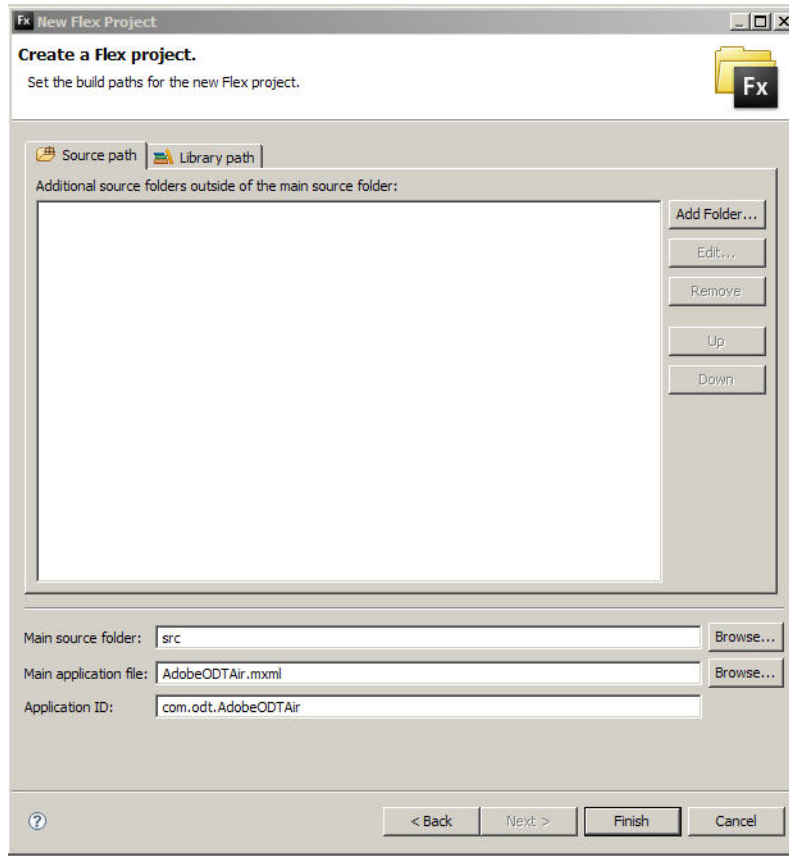 Fx New Flex Project
Create a Flex project.
Set the build paths for the new Flex project.
Fx
Source path
Library path
Additional source folders outside of the main source folder:
Add Folder...
Edit...
Remove
Up
Down
Main source folder: src Browse...
Main application file: AdobeODTAir.mxml Browse...
Application ID: com.odt.AdobeODTAir
? < Back Next > Finish Cancel